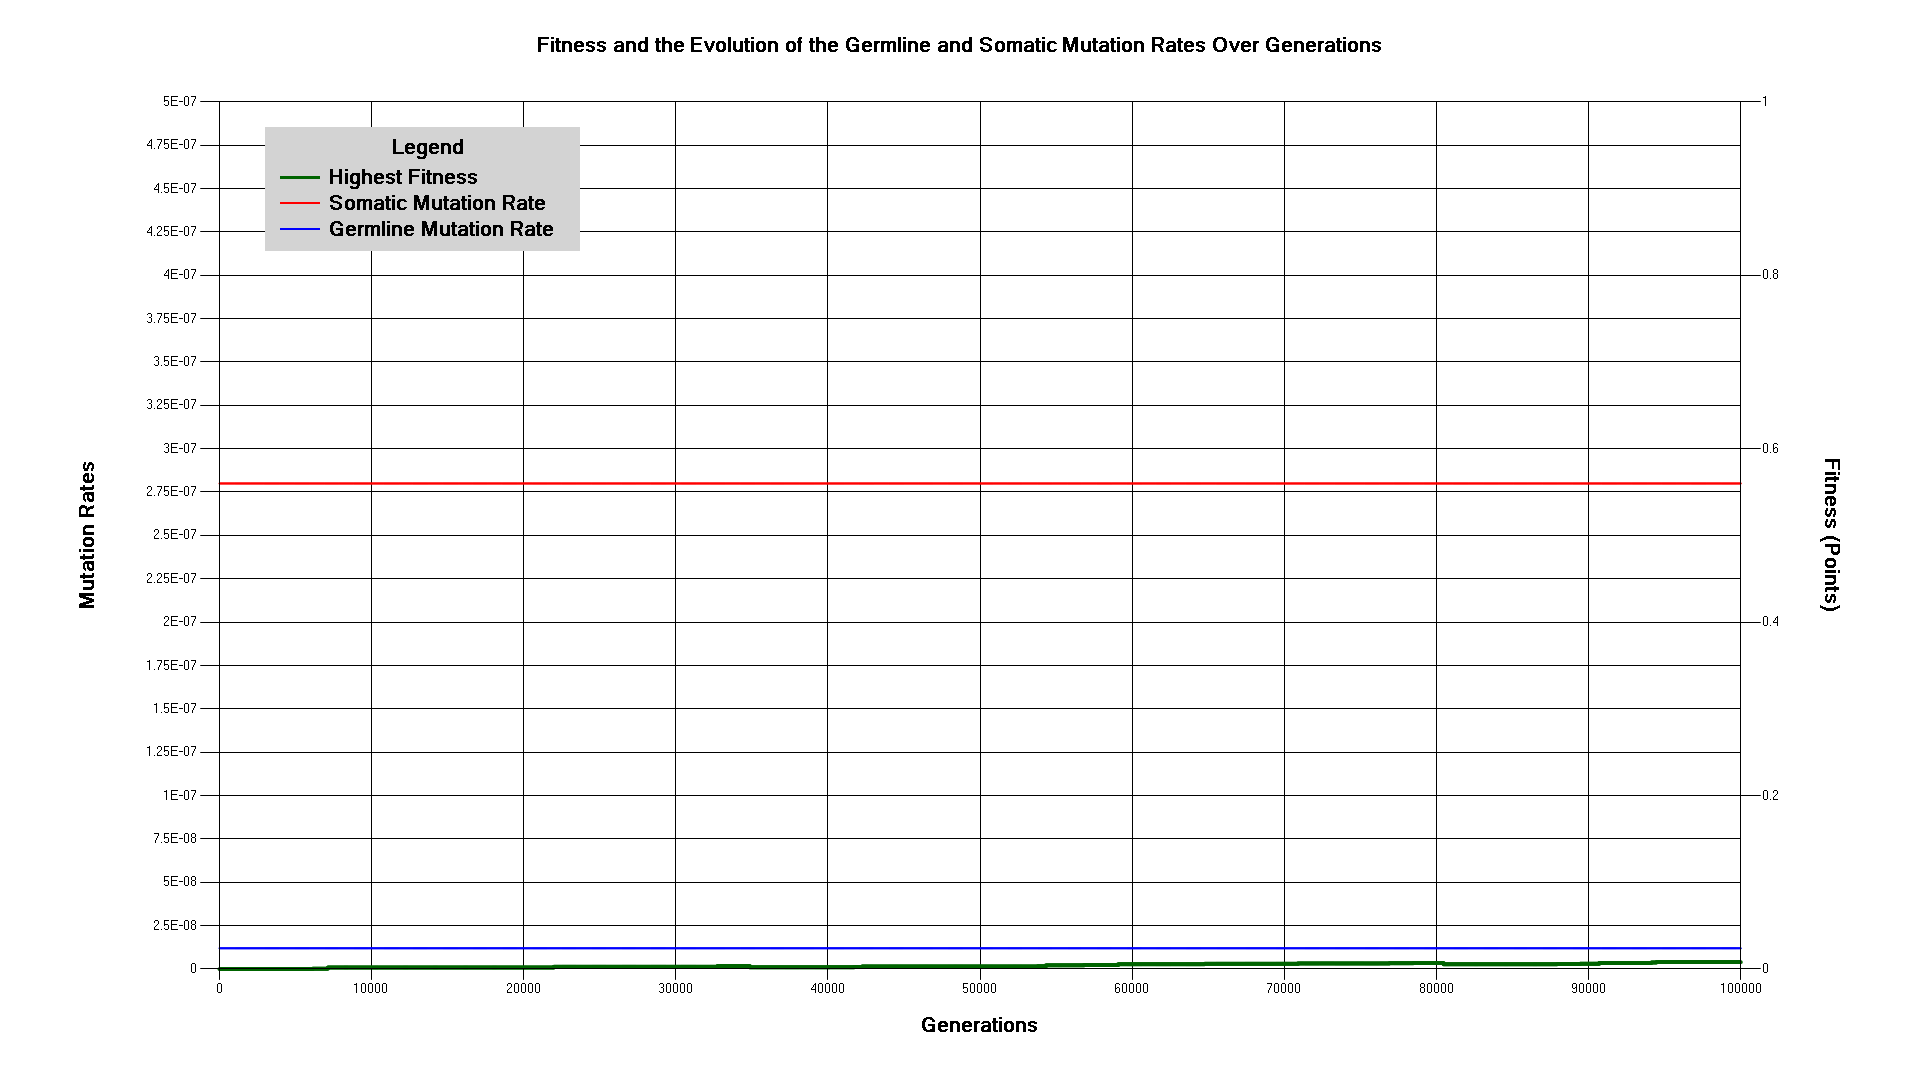 Fitness and the Evolution of the Germline and Somatic Mutation Rates Over Generations
Legend
Highest Fitness
Somatic Mutation Rate
Germline Mutation Rate
Mutation Rates
5E-07
4.75E-07
4.5E-07
4.25E-07
4E-07
3.75E-07
3.5E-07
3.25E-07
3E-07
2.75E-07
2.5E-07
2.25E-07
2E-07
1.75E-07
1.5E-07
1.25E-07
1E-07
7.5E-08
5E-08
2.5E-08
0
1
0.8
0.6
0.4
0.2
0
Fitness (Points)
0 10000 20000 30000 40000 50000 60000 70000 80000 90000 100000
Generations